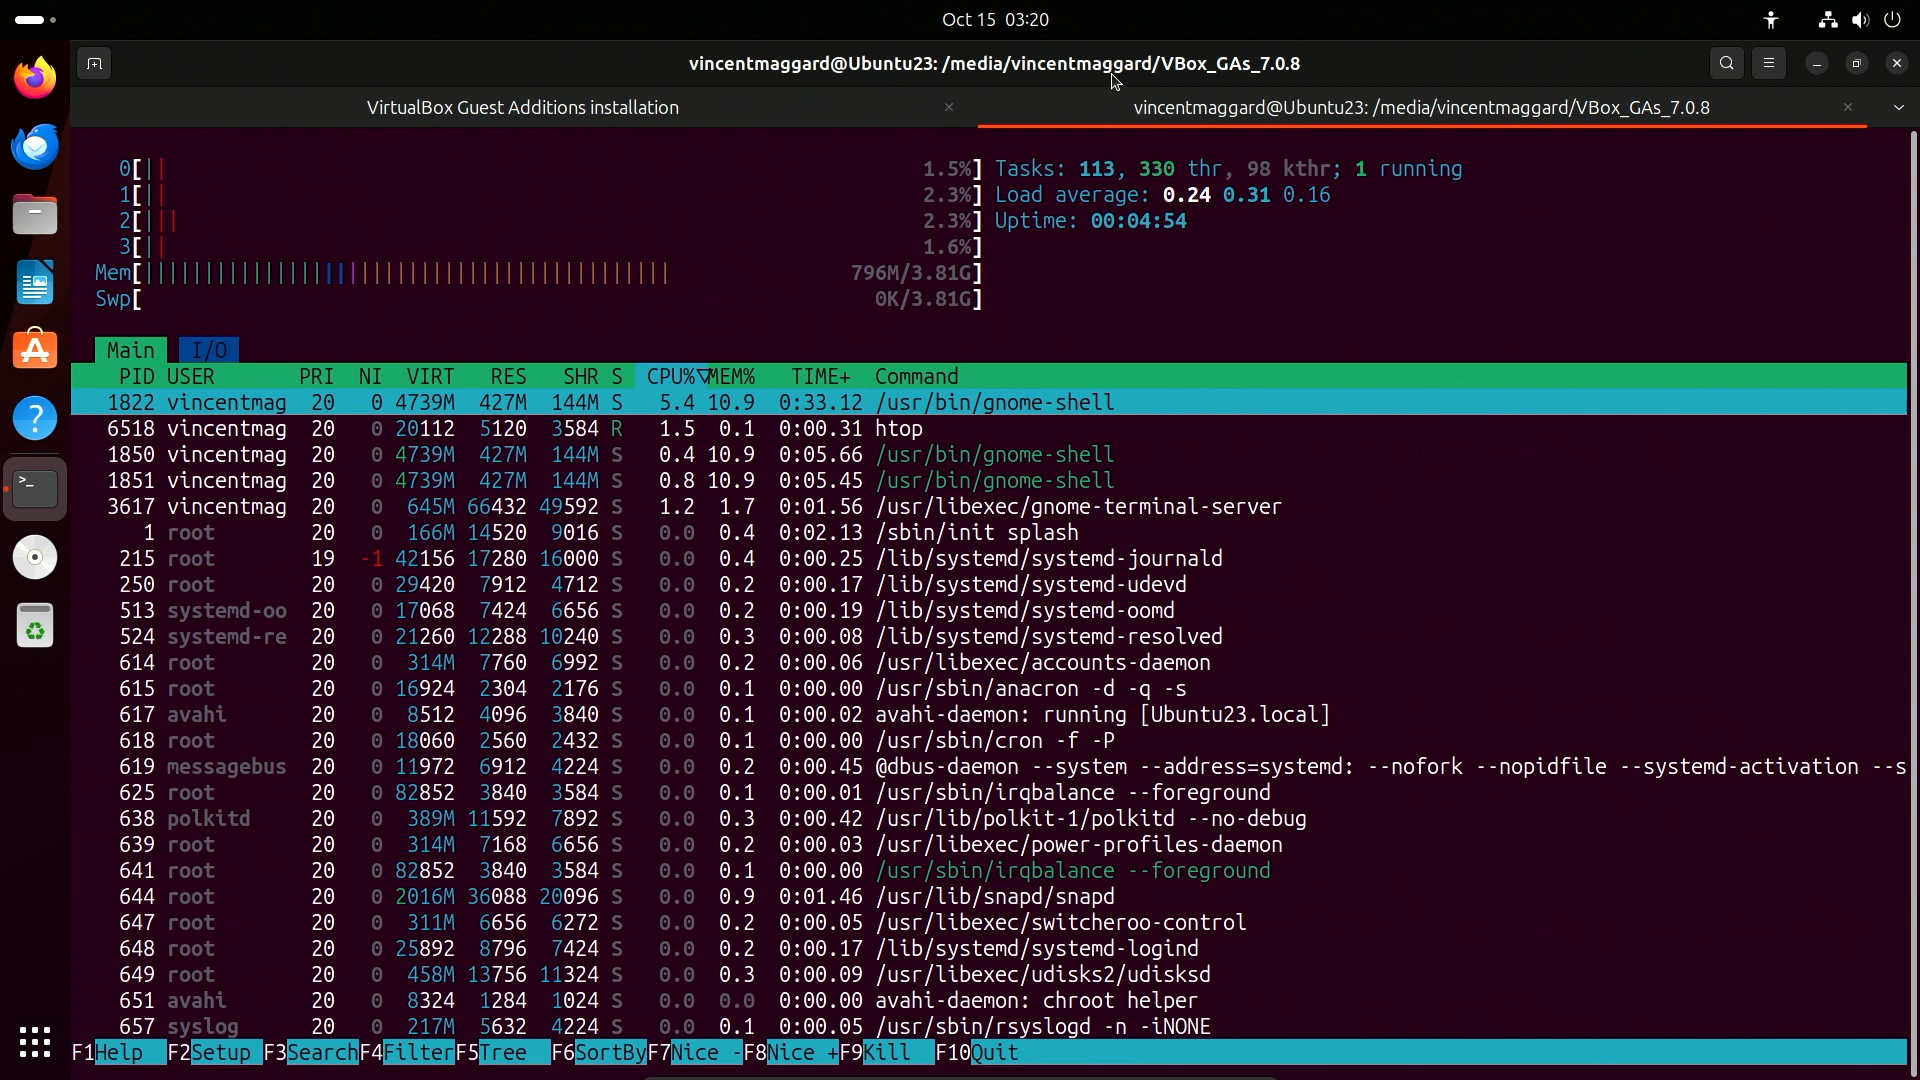 Oct 15 03:20
vincentmaggard@Ubuntu23: /media/vincentmaggard/VBox_GAs_7.0.8
VirtualBox Guest Additions installation
vincentmaggard@Ubuntu23: /media/vincentmaggard/VBox_GAs_7.0.8
0[|| 1.5%] Tasks: 113, 330 thr, 98 kthr; 1 running
1[|| 2.3%] Load average: 0.24 0.31 0.16
2[||| 2.3%] Uptime: 00:04:54
3[|| 1.6%]
Mem[|||||||||||||||||||||||||||||||||||||||||||| 796M/3.81G]
Swp[ 0K/3.81G]
Main I/O
PID USER PRI NI VIRT RES SHR S CPU%▽MEM% TIME+ Command
1822 vincentmag 20 0 4739M 427M 144M S 5.4 10.9 0:33.12 /usr/bin/gnome-shell
6518 vincentmag 20 0 20112 5120 3584 R 1.5 0.1 0:00.31 htop
1850 vincentmag 20 0 4739M 427M 144M S 0.4 10.9 0:05.66 /usr/bin/gnome-shell
1851 vincentmag 20 0 4739M 427M 144M S 0.8 10.9 0:05.45 /usr/bin/gnome-shell
3617 vincentmag 20 0 645M 66432 49592 S 1.2 1.7 0:01.56 /usr/libexec/gnome-terminal-server
1 root 20 0 166M 14520 9016 S 0.0 0.4 0:02.13 /sbin/init splash
215 root 19 -1 42156 17280 16000 S 0.0 0.4 0:00.25 /lib/systemd/systemd-journald
250 root 20 0 29420 7912 4712 S 0.0 0.2 0:00.17 /lib/systemd/systemd-udevd
513 systemd-oo 20 0 17068 7424 6656 S 0.0 0.2 0:00.19 /lib/systemd/systemd-oomd
524 systemd-re 20 0 21260 12288 10240 S 0.0 0.3 0:00.08 /lib/systemd/systemd-resolved
614 root 20 0 314M 7760 6992 S 0.0 0.2 0:00.06 /usr/libexec/accounts-daemon
615 root 20 0 16924 2304 2176 S 0.0 0.1 0:00.00 /usr/sbin/anacron -d -q -s
617 avahi 20 0 8512 4096 3840 S 0.0 0.1 0:00.02 avahi-daemon: running [Ubuntu23.local]
618 root 20 0 18060 2560 2432 S 0.0 0.1 0:00.00 /usr/sbin/cron -f -P
619 messagebus 20 0 11972 6912 4224 S 0.0 0.2 0:00.45 @dbus-daemon --system --address=systemd: --nofork --nopidfile --systemd-activation --s
625 root 20 0 82852 3840 3584 S 0.0 0.1 0:00.01 /usr/sbin/irqbalance --foreground
638 polkitd 20 0 389M 11592 7892 S 0.0 0.3 0:00.42 /usr/lib/polkit-1/polkitd --no-debug
639 root 20 0 314M 7168 6656 S 0.0 0.2 0:00.03 /usr/libexec/power-profiles-daemon
641 root 20 0 82852 3840 3584 S 0.0 0.1 0:00.00 /usr/sbin/irqbalance --foreground
644 root 20 0 2016M 36088 20096 S 0.0 0.9 0:01.46 /usr/lib/snapd/snapd
647 root 20 0 311M 6656 6272 S 0.0 0.2 0:00.05 /usr/libexec/switcheroo-control
648 root 20 0 25892 8796 7424 S 0.0 0.2 0:00.17 /lib/systemd/systemd-logind
649 root 20 0 458M 13756 11324 S 0.0 0.3 0:00.09 /usr/libexec/udisks2/udisksd
651 avahi 20 0 8324 1284 1024 S 0.0 0.0 0:00.00 avahi-daemon: chroot helper
657 syslog 20 0 217M 5632 4224 S 0.0 0.1 0:00.05 /usr/sbin/rsyslogd -n -iNONE
F1Help F2Setup F3SearchF4FilterF5Tree F6SortByF7Nice -F8Nice +F9Kill F10Quit